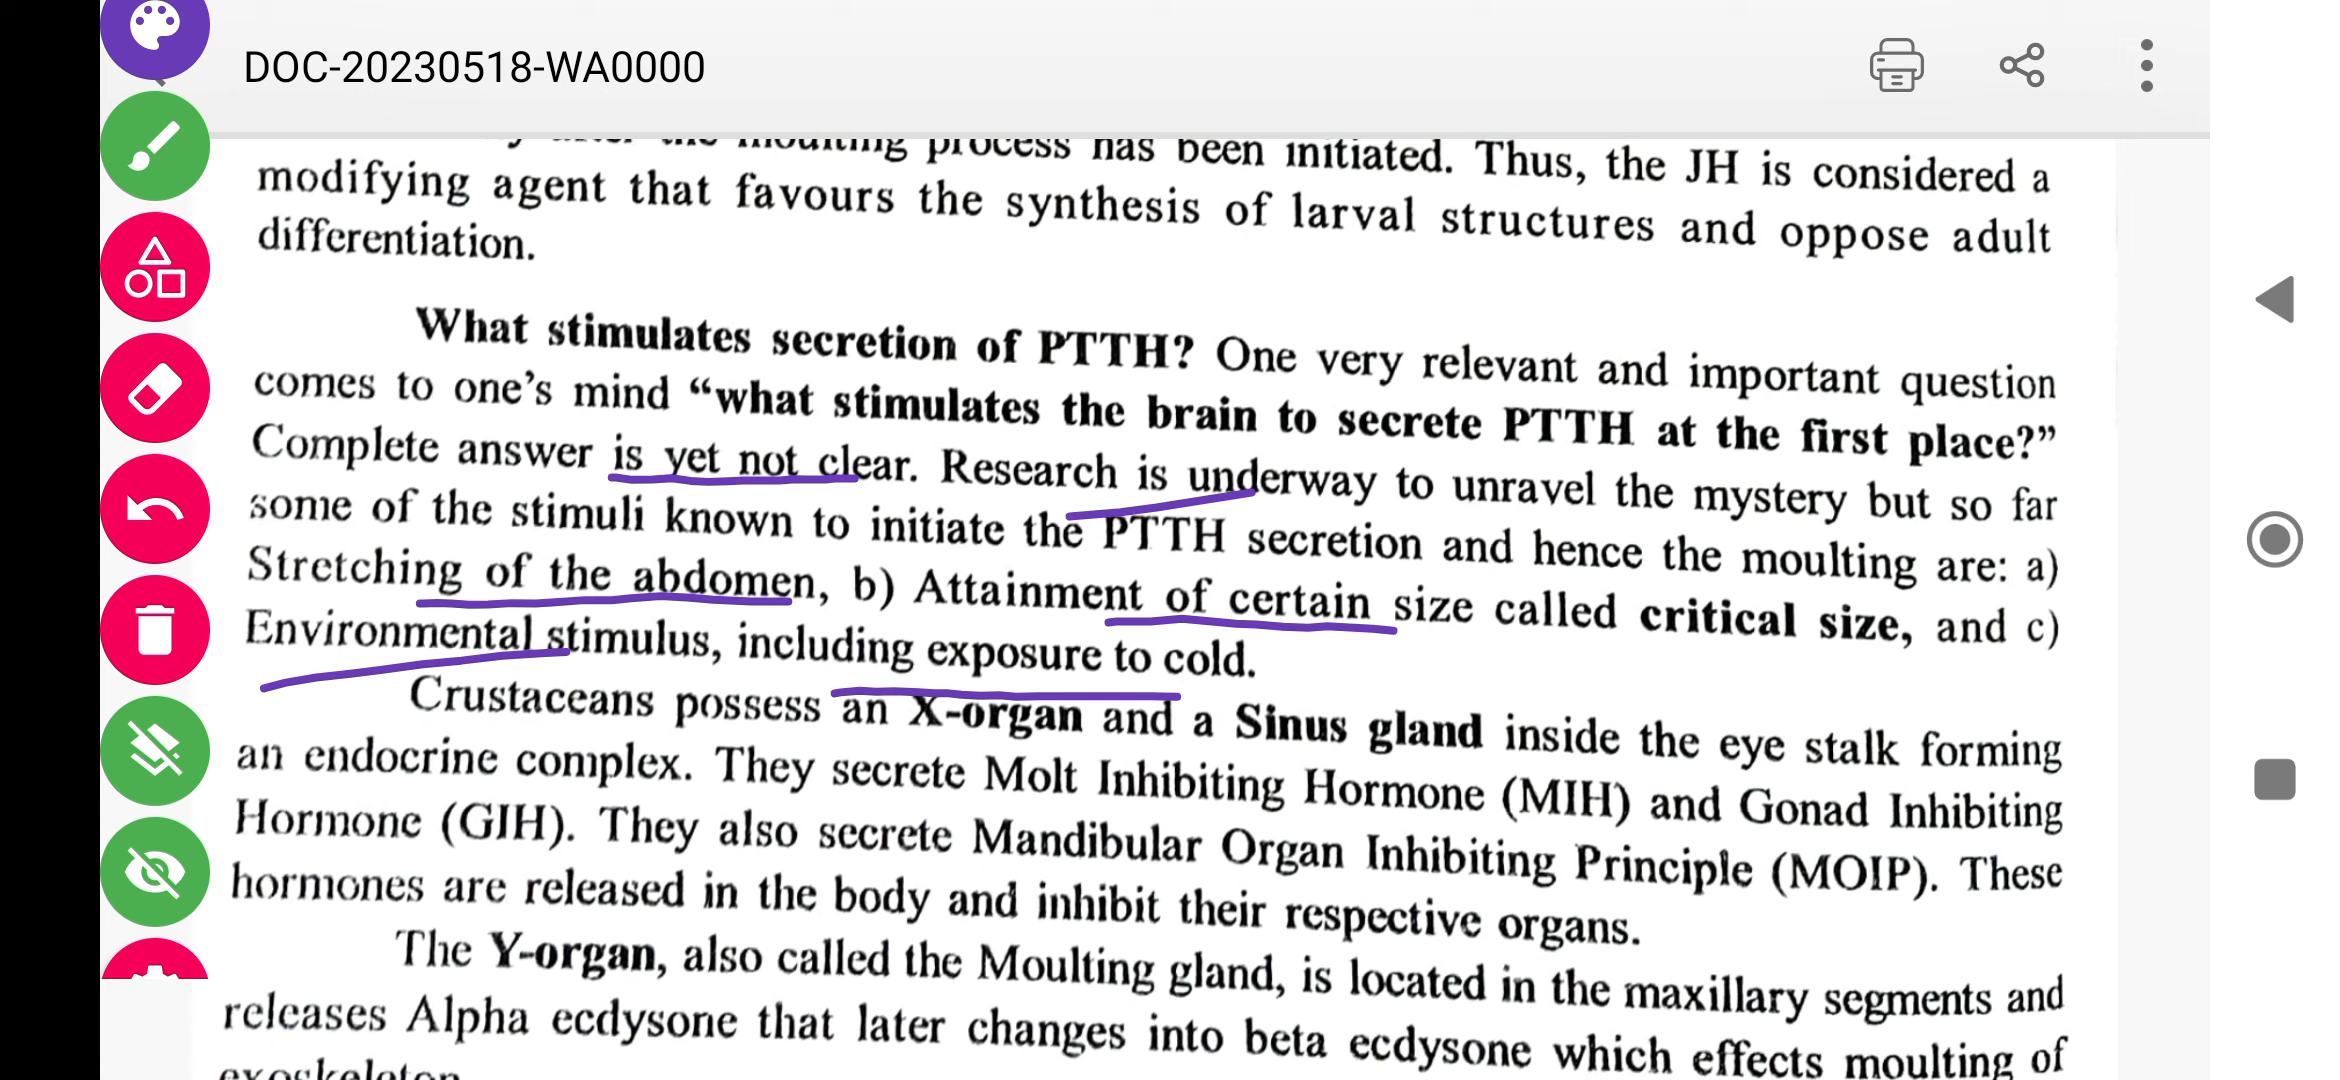 DOC-20230518-WA0000
after the moulting process has been initiated. Thus, the JH is considered a
modifying agent that favours the synthesis of larval structures and oppose adult
differentiation.
What stimulates secretion of PTTH? One very relevant and important question
comes to one's mind “what stimulates the brain to secrete PTTH at the first place?”
Complete answer is yet not clear. Research is underway to unravel the mystery but so far
some of the stimuli known to initiate the PTTH secretion and hence the moulting are: a)
Stretching of the abdomen, b) Attainment of certain size called critical size, and c)
Environmental stimulus, including exposure to cold.
Crustaceans possess an X-organ and a Sinus gland inside the eye stalk forming
an endocrine complex. They secrete Molt Inhibiting Hormone (MIH) and Gonad Inhibiting
Hormone (GIH). They also secrete Mandibular Organ Inhibiting Principle (MOIP). These
hormones are released in the body and inhibit their respective organs.
The Y-organ, also called the Moulting gland, is located in the maxillary segments and
releases Alpha ecdysone that later changes into beta ecdysone which effects moulting of
exoskeleton